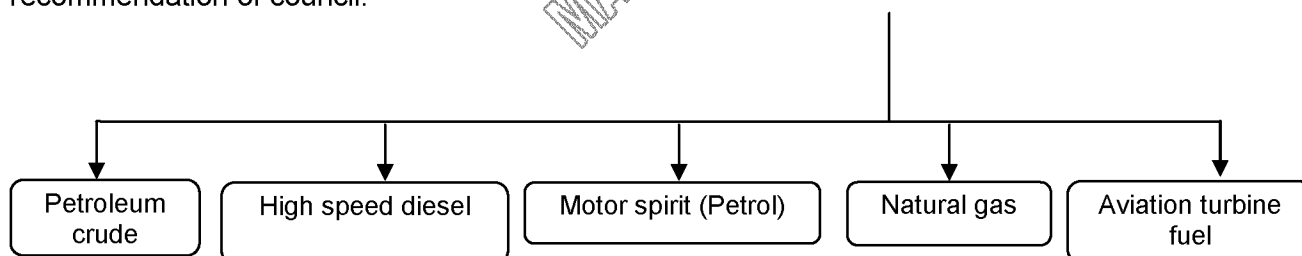 recommendation of council.
Petroleum
crude
High speed diesel
Motor spirit (Petrol)
Natural gas
Aviation turbine
fuel